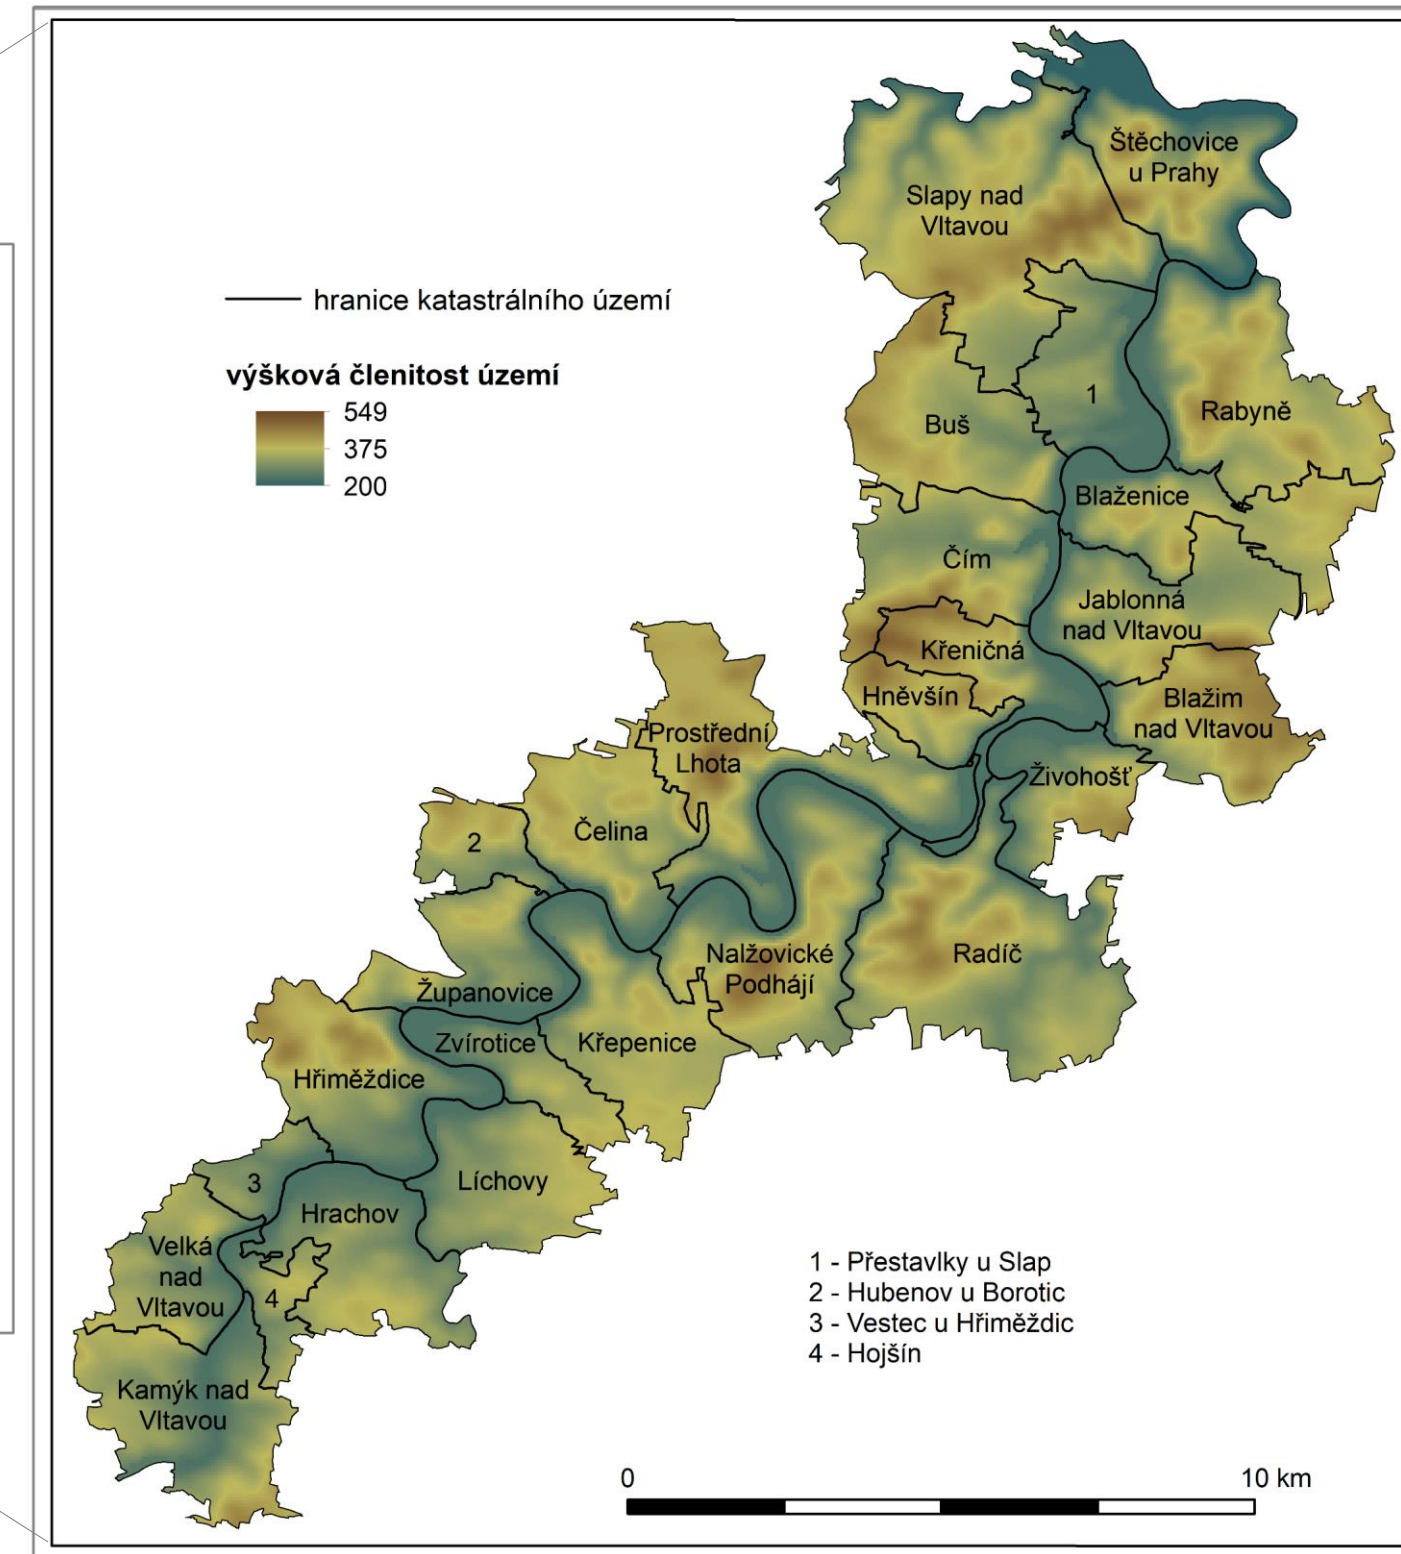 Štěchovice
u Prahy
Slapy nad
Vltavou
hranice katastrálního území
výšková členitost území
549
375
200
1
Rabyně
Buš
Blaženice
Čím
Jablonná
nad Vltavou
Křeničná
Hněvšín
Blažim
nad Vltavou
Prostřední
Lhota
Živohošť
Čelina
2
Nalžovické
Podhájí
Radíč
Županovice
Zvírotice
Křepenice
Hřiměždice
3
Líchovy
Hrachov
Velká
nad
Vltavou
4
1 - Přestavlky u Slap
2 - Hubenov u Borotic
3 - Vestec u Hřiměždic
4 - Hojšín
Kamýk nad
Vltavou
0
10 km